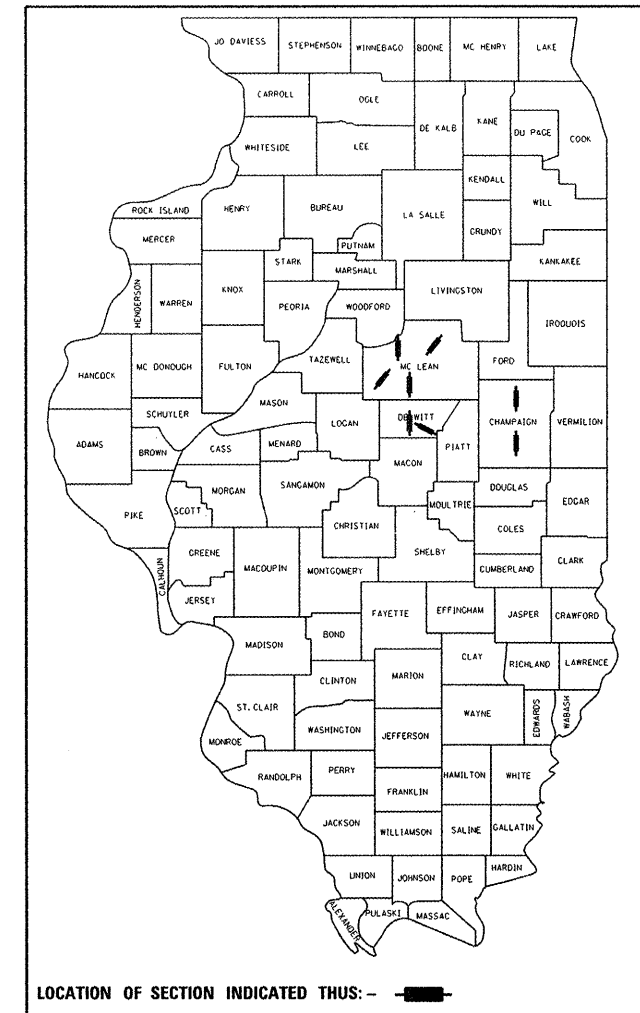 JO DAVIESS STEPHENSON WINNEBAGO BOONE MC HENRY LAKE
CARROLL OGLE DE KALB KANE DU PAGE COOK
WHITESIDE LEE KENDALL WILL
ROCK ISLAND HENRY BUREAU LA SALLE GRUNDY
MERCER PUTNAM KANKAKEE
STARK MARSHALL
HENDERSON WARREN KNOX PEORIA WOODFORD LIVINGSTON IROQUOIS
HANCOCK MC DONOUGH FULTON TAZEWELL MC LEAN FORD
MASON
SCHUYLER LOGAN DEWITT CHAMPAIGN VERMILION
ADAMS BROWN CASS MENARD PIATT
MACON
MORGAN SANGAMON DOUGLAS
PIKE SCOTT CHRISTIAN MOULTRIE EDGAR
COLES
GREENE MACOUPIN MONTGOMERY SHELBY CUMBERLAND CLARK
CALHOUN JERSEY
FAYETTE EFFINGHAM JASPER CRAWFORD
MADISON BOND
CLAY RICHLAND LAWRENCE
CLINTON MARION
ST. CLAIR WAYNE EDWARDS WABASH
WASHINGTON JEFFERSON
MONROE
RANDOLPH PERRY HAMILTON WHITE
FRANKLIN
JACKSON WILLIAMSON SALINE GALLATIN
UNION JOHNSON POPE HARDIN
ALEXANDER PULASKI MASSAC
LOCATION OF SECTION INDICATED THUS: –